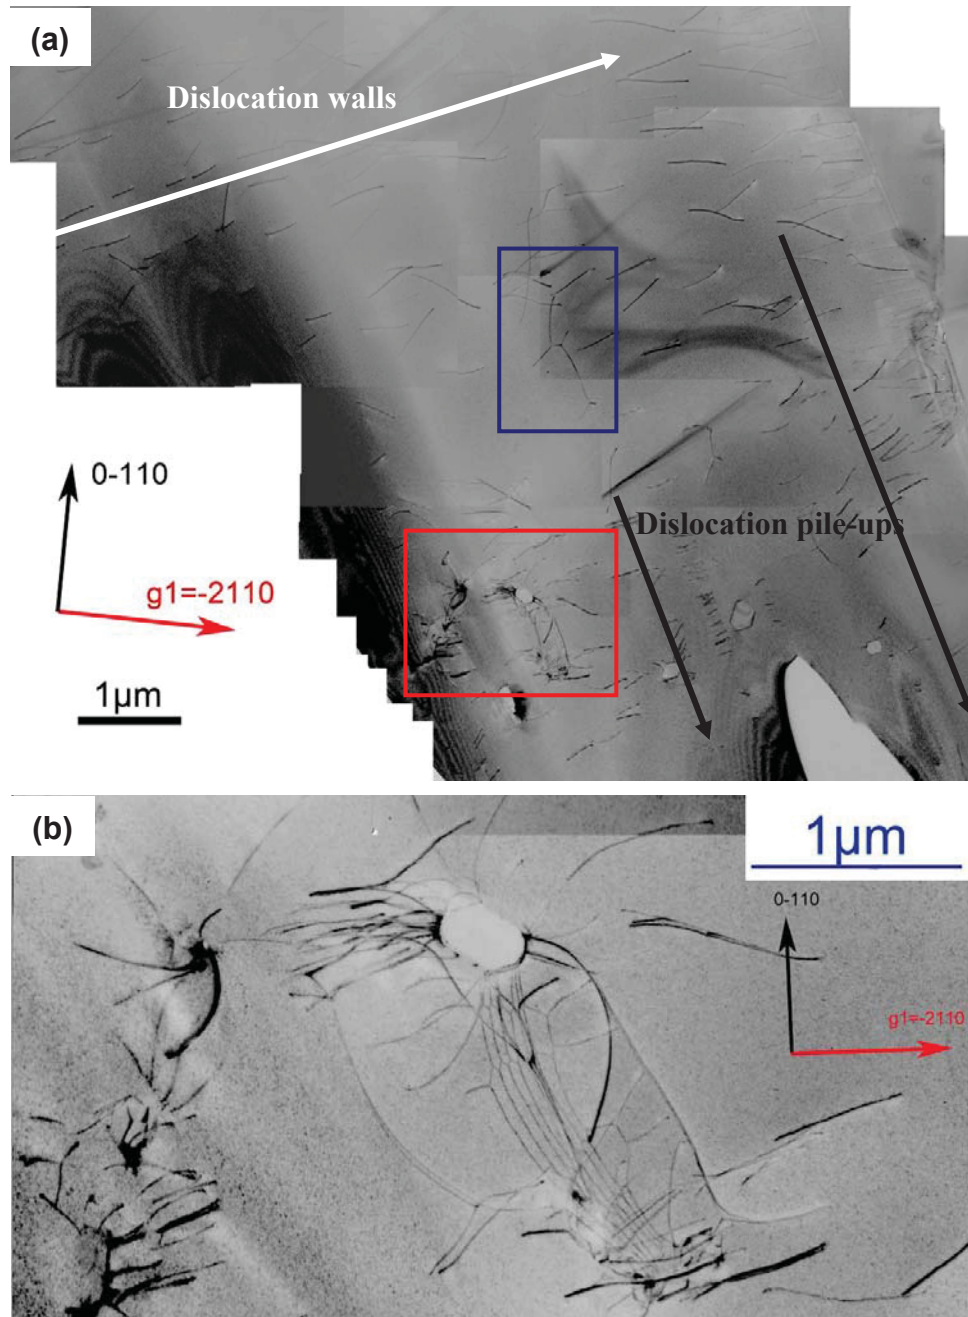 (a)
Dislocation walls
0-110
Dislocation pile-ups
g1=-2110
1µm
(b)
1µm
0-110
g1=-2110